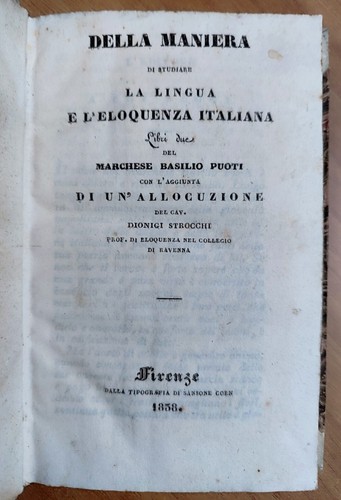 DELLA MANIERA
DI STUDIARE
LA LINGUA
E L'ELOQUENZA ITALIANA
Libri due
DEL
MARCHESE BASILIO PUOTI
CON L'AGGIUNTA
DI UN' ALLOCUZIONE
DEL CAV.
DIONIGI STROCCHI
PROF. DI ELOQUENZA NEL COLLEGIO
DI RAVENNA
Firenze
DALLA TIPOGRAFIA DI SANSONE COEN
1838.